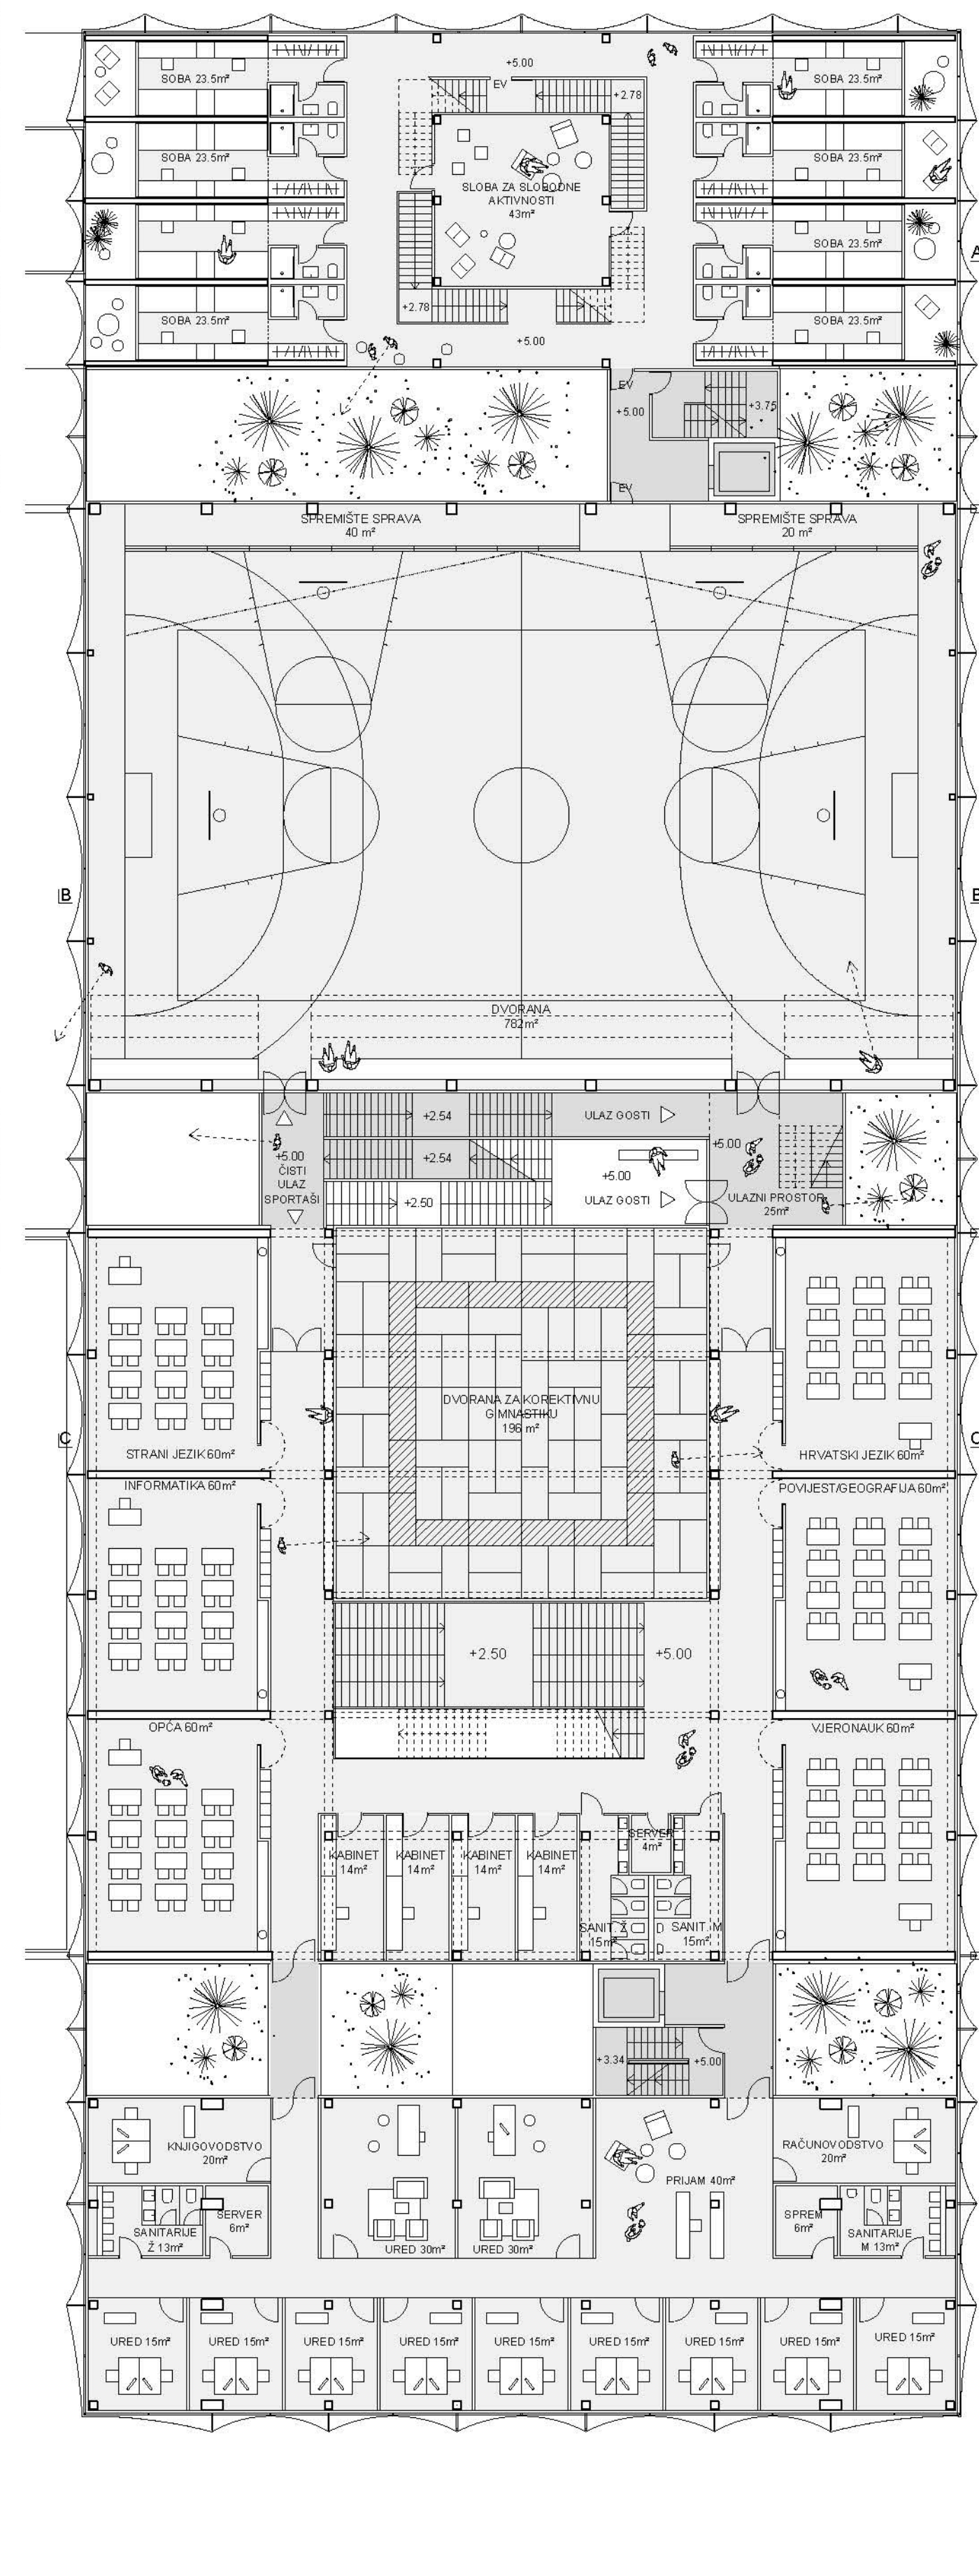 +5.00
EV
SOBA 23.5m²
SOBA 23.5m²
+2.78
SOBA 23.5m²
SOBA 23.5m²
SLOBA ZA SLOBODNE
AKTIVNOSTI
43m²
SOBA 23.5m²
A
+2.78
SOBA 23.5m²
SOBA 23.5m²
+5.00
EV
+5.00
+3.75
EV
SPREMIŠTE SPRAVA
40 m²
SPREMIŠTE SPRAVA
20 m²
B
B
DVORANA
782m²
+2.54
ULAZ GOSTI
+5.00
ČISTI
ULAZ
SPORTAŠI
+2.54
+5.00
+5.00
+2.50
ULAZ GOSTI
ULAZNI PROSTOR
25m²
DVORANA ZA KOREKTIVNU
GIMNASTIKU
196 m²
C
C
STRANI JEZIK 60m²
HRVATSKI JEZIK 60m²
INFORMATIKA 60m²
POVIJEST/GEOGRAFIJA 60m²
+2.50
+5.00
OPĆA 60m²
VJERONAUK 60m²
KABINET
14m²
KABINET
14m²
KABINET
14m²
KABINET
14m²
SERVER
4m²
SANIT. Ž
15m²
SANIT. M
15m²
+3.34
+5.00
KNJIGOVODSTVO
20m²
RAČUNOVODSTVO
20m²
PRIJAM 40m²
SERVER
6m²
SPREM
6m²
SANITARIJE
Ž 13m²
SANITARIJE
M 13m²
URED 30m²
URED 30m²
URED 15m²
URED 15m²
URED 15m²
URED 15m²
URED 15m²
URED 15m²
URED 15m²
URED 15m²
URED 15m²